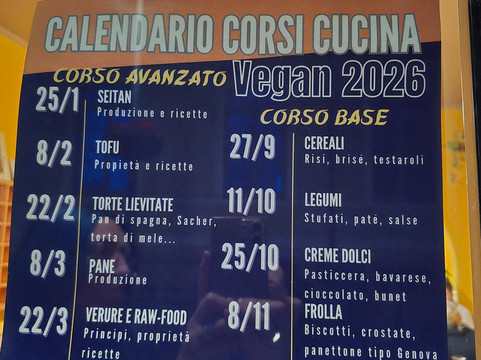 CALENDARIO CORSI CUCINA
Vegan 2026
CORSO AVANZATO
25/1
SEITAN
Produzione e ricette
8/2
TOFU
Propietà e ricette
22/2
TORTE LIEVITATE
Pan di spagna, Sacher,
torta di mele...
8/3
PANE
Produzione
22/3
VERURE E RAW-FOOD
Principi, proprietà
ricette
CORSO BASE
27/9
CEREALI
Risi, brisé, testaroli
11/10
LEGUMI
Stufati, paté, salse
25/10
CREME DOLCI
Pasticcera, bavarese,
cioccolato, bunet
8/11
FROLLA
Biscotti, crostate,
panettone tipo Genova